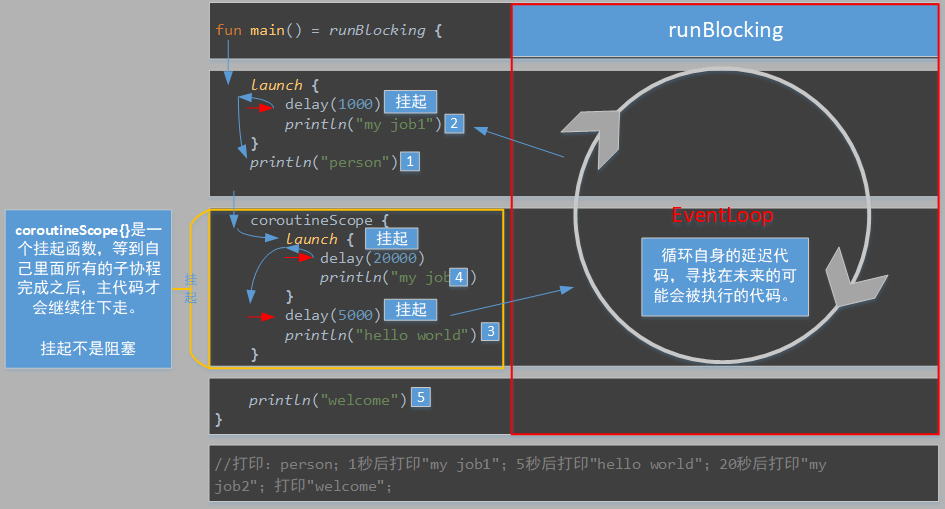 fun main() = runBlocking {
runBlocking
launch {
delay(1000) 挂起
println("my job1") 2
}
println("person") 1
coroutineScope {
launch { 挂起
delay(20000)
println("my job 4 )
}
delay(5000) 挂起
println("hello world") 3
}
挂
起
coroutineScope{}是一
个挂起函数，等到自
己里面所有的子协程
完成之后，主代码才
会继续往下走。
挂起不是阻塞
EventLoop
循环自身的延迟代
码，寻找在未来的可
能会被执行的代码。
println("welcome") 5
}
//打印：person；1秒后打印"my job1"；5秒后打印"hello world"；20秒后打印"my
job2"；打印"welcome"；